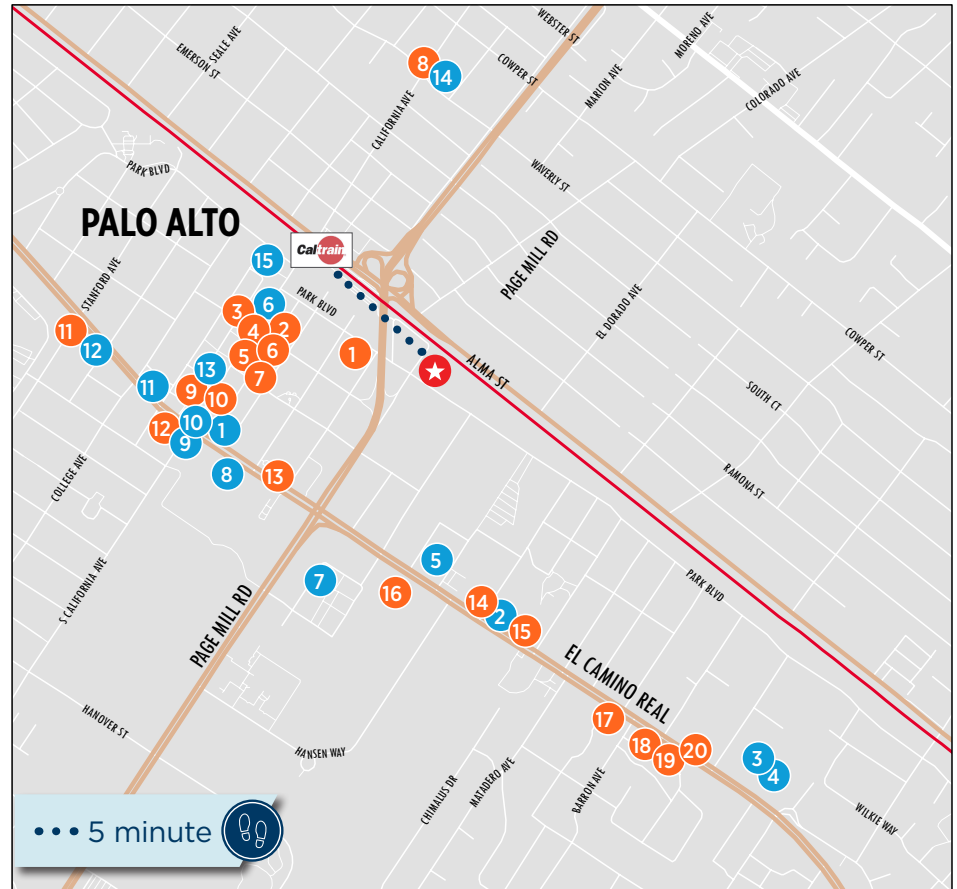 WEBSTER ST
MORENO AVE
SEALE AVE
EMERSON ST
COWPER ST
MARION AVE
8
14
COLORADO AVE
CALIFORNIA AVE
PARK BLVD
WAVERLY ST
PALO ALTO
PAGE MILL RD
Caltrain
15
STANFORD AVE
PARK BLVD
6
3
2
4
EL DORADO AVE
11
12
5
6
1
ALMA ST
COWPER ST
13
7
11
9
10
SOUTH CT
12
10
9
1
8
13
COLLEGE AVE
RAMONA ST
S CALIFORNIA AVE
5
7
16
14
2
15
PARK BLVD
PAGE MILL RD
EL CAMINO REAL
HANOVER ST
17
18
19
20
3
4
HANSEN WAY
CHIMALUS DR
MATADERO AVE
BARRON AVE
WILKIE WAY
5 minute